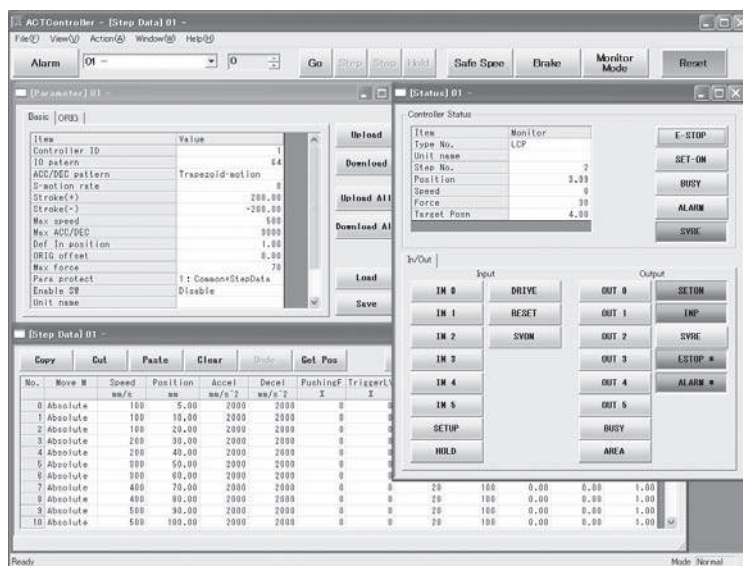 ACTController - [Step Data] 01 -
File(F) View(V) Action(A) Window(W) Help(H)
Alarm 01 - 0 Go Step Stop Hold Safe Spee Brake Monitor Mode Reset
[Parameter] 01 -
Basic ORIG
Item Value
Controller ID 1
IO patern 64
ACC/DEC pattern Trapezoid-motion
S-motion rate 0
Stroke(+) 200.00
Stroke(-) -200.00
Max speed 500
Max ACC/DEC 3000
Def In position 1.00
ORIG offset 0.00
Max force 70
Para protect 1: Common+StepData
Enable SW Disable
Unit name
Upload
Download
Upload All
Download Al
Load
Save
[Status] 01 -
Controller Status
Item Monitor
Type No. LCP
Unit name
Step No. 2
Position 3.99
Speed 0
Force 30
Target Posn 4.00
E-STOP
SET-ON
BUSY
ALARM
SVRE
In/Out
Input Output
IN 0 DRIVE OUT 0 SETON
IN 1 RESET OUT 1 INP
IN 2 SVON OUT 2 SVRE
IN 3 OUT 3 ESTOP *
IN 4 OUT 4 ALARM *
IN 5 OUT 5
SETUP BUSY
HOLD AREA
[Step Data] 01 -
Copy Cut Paste Clear Undo Get Pos
No. Move M Speed Position Accel Decel PushingF TriggerLV
mm/s mm mm/s^2 mm/s^2 % %
0 Absolute 100 5.00 2000 2000 0
1 Absolute 100 10.00 2000 2000 0
2 Absolute 100 20.00 2000 2000 0
3 Absolute 200 30.00 2000 2000 0
4 Absolute 200 40.00 2000 2000 0
5 Absolute 300 50.00 2000 2000 0
6 Absolute 300 60.00 2000 2000 0
7 Absolute 400 70.00 2000 2000 0 0 20 100 0.00 0.00 1.00
8 Absolute 400 80.00 2000 2000 0 0 20 100 0.00 0.00 1.00
9 Absolute 500 90.00 2000 2000 0 0 20 100 0.00 0.00 1.00
10 Absolute 500 100.00 2000 2000 0 0 20 100 0.00 0.00 1.00
Ready Mode Normal